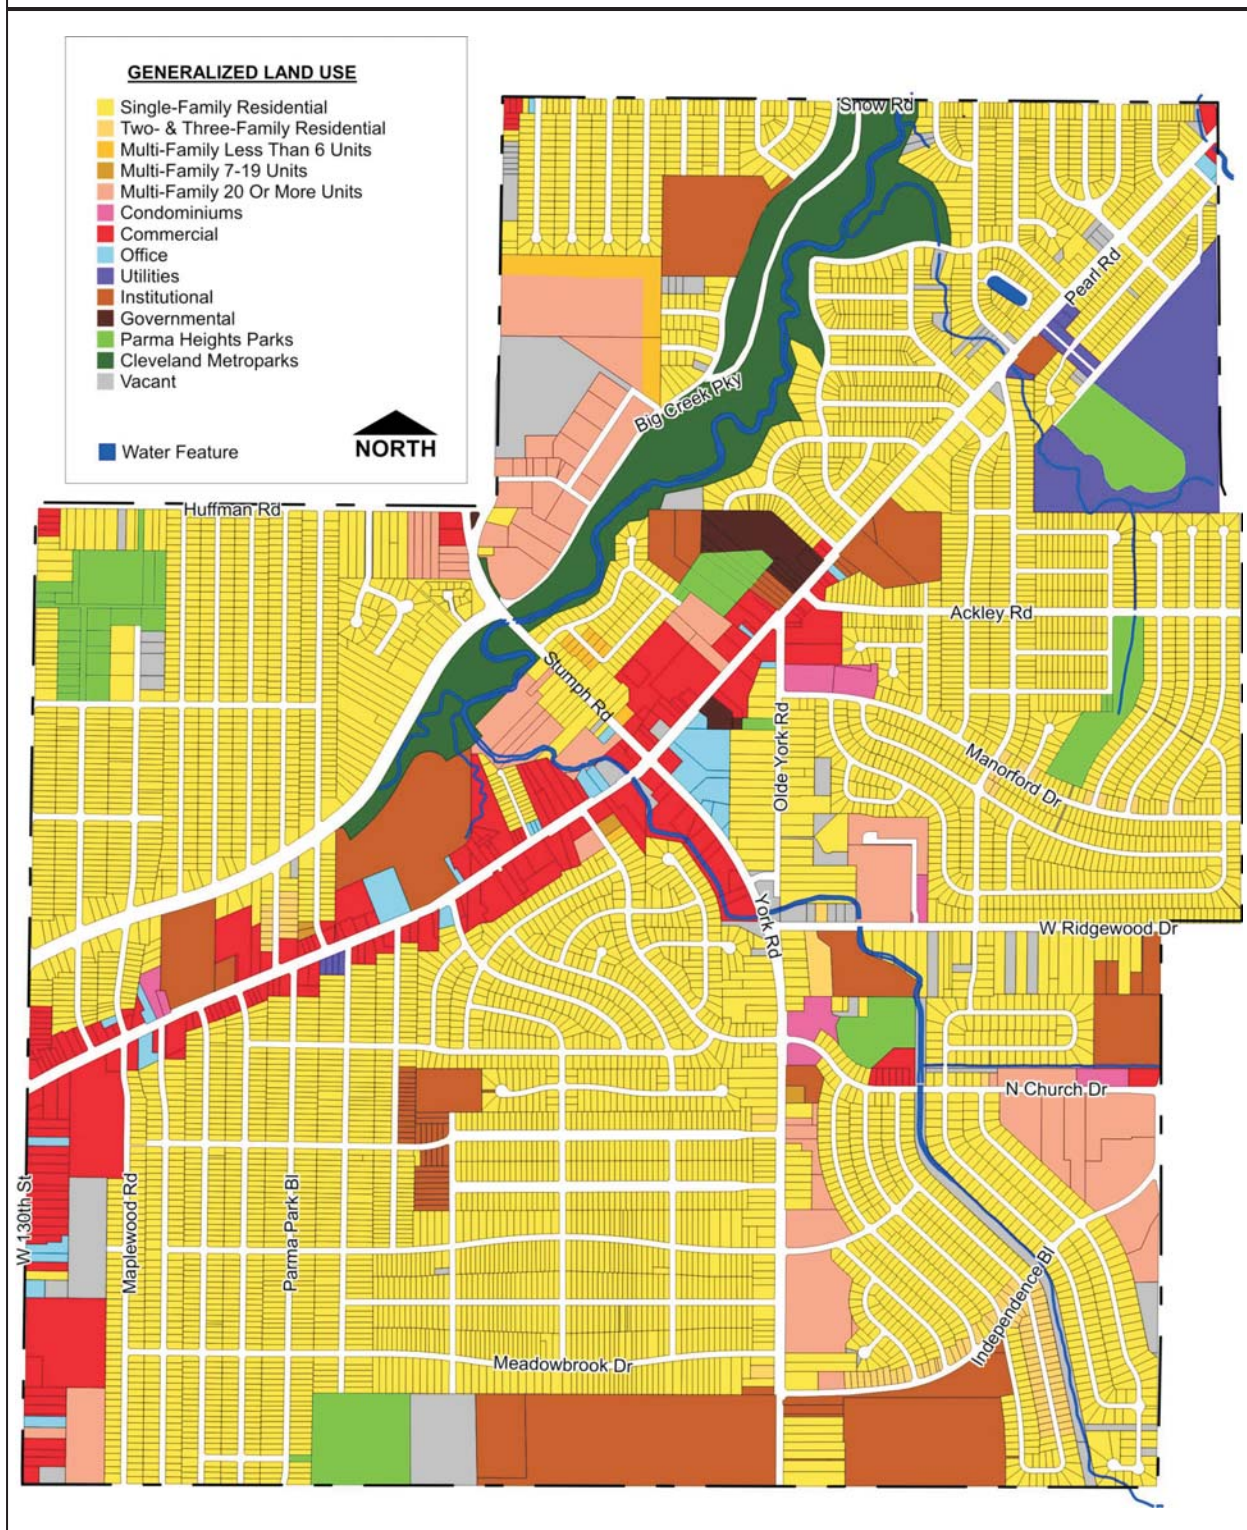 GENERALIZED LAND USE
Single-Family Residential
Two- & Three-Family Residential
Multi-Family Less Than 6 Units
Multi-Family 7-19 Units
Multi-Family 20 Or More Units
Condominiums
Commercial
Office
Utilities
Institutional
Governmental
Parma Heights Parks
Cleveland Metroparks
Vacant
Water Feature
NORTH
Snow Rd
Pearl Rd
Big Creek Pky
Huffman Rd
Ackley Rd
Stumph Rd
Olde York Rd
Manorford Dr
York Rd
W Ridgewood Dr
N Church Dr
W 130th St
Maplewood Rd
Parma Park Bl
Independence Bl
Meadowbrook Dr